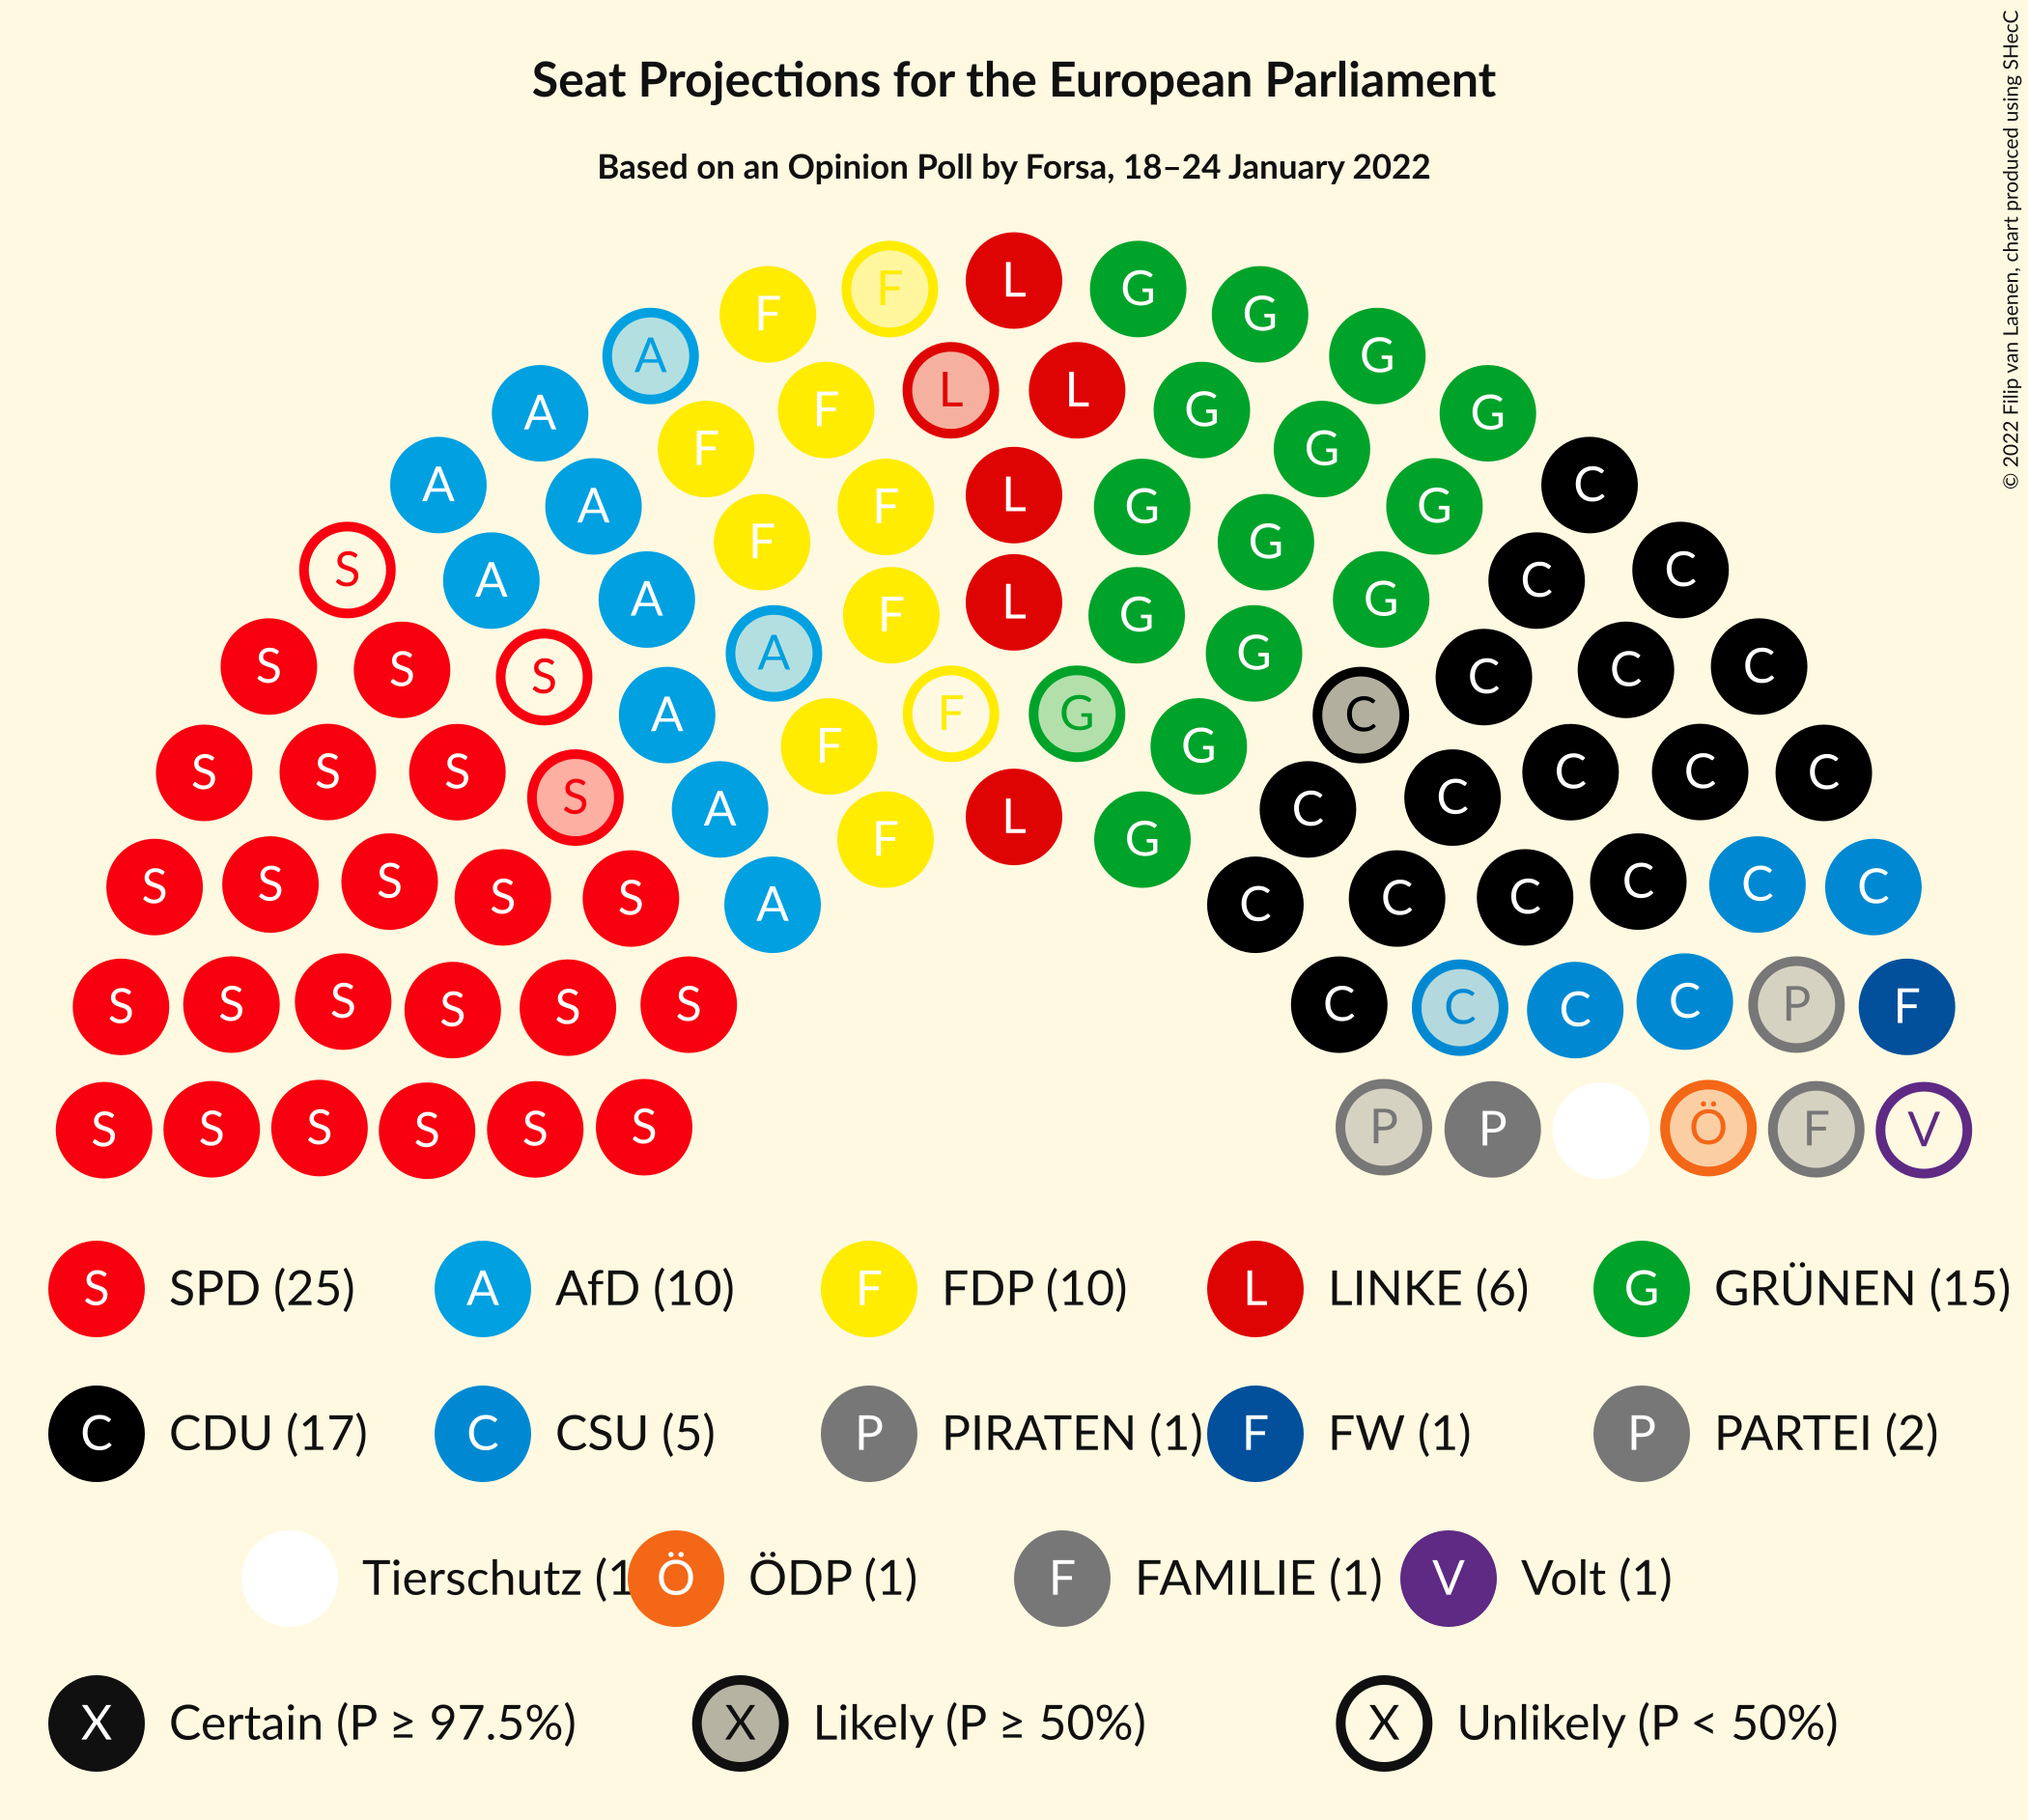 Seat Projections for the European Parliament
Based on an Opinion Poll by Forsa, 18–24 January 2022
© 2022 Filip van Laenen, chart produced using SHecC
F L G
F G
A G
L L
A F G G
F G
A C
L
A F G G
F G
S C
A C
A L G
F G
A G
S S C C
S C
A F G C
F G
S S S C C C
S C
A L C
F G
S S S C C C
S S C C
A C
S S S S S S C C C C P F
S S S S S S P P Ö F V
S SPD (25) A AfD (10) F FDP (10) L LINKE (6) G GRÜNEN (15)
C CDU (17) C CSU (5) P PIRATEN (1) F FW (1) P PARTEI (2)
Tierschutz (1 Ö ÖDP (1) F FAMILIE (1) V Volt (1)
X Certain (P ≥ 97.5%) X Likely (P ≥ 50%) X Unlikely (P < 50%)